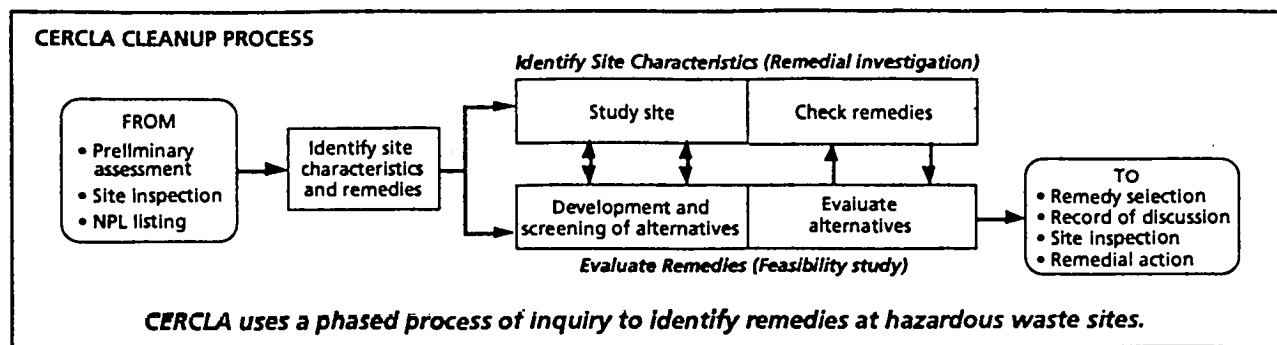 CERCLA CLEANUP PROCESS
Identify Site Characteristics (Remedial investigation)
FROM
• Preliminary
assessment
• Site inspection
• NPL listing
Identify site
characteristics
and remedies
Study site
Check remedies
Development and
screening of alternatives
Evaluate
alternatives
Evaluate Remedies (Feasibility study)
TO
• Remedy selection
• Record of discussion
• Site inspection
• Remedial action
CERCLA uses a phased process of inquiry to identify remedies at hazardous waste sites.